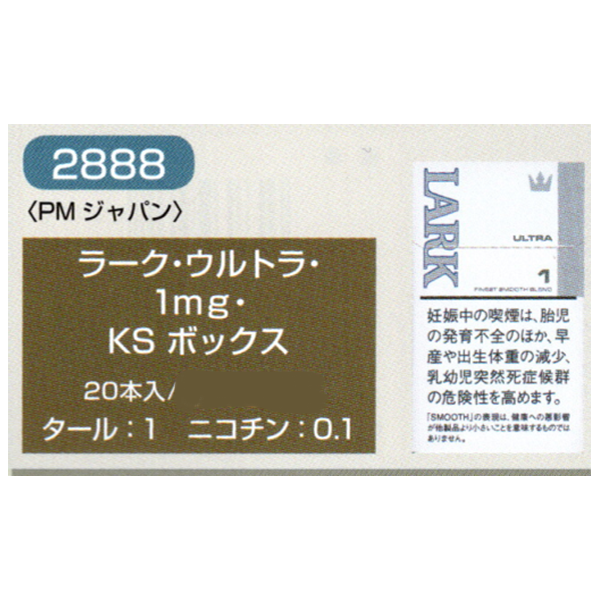 2888
〈PMジャパン〉
ラーク・ウルトラ・
1mg・
KSボックス
20本入/
タール：1　ニコチン：0.1
LARK
ULTRA
1
FINEST SMOOTH BLEND
妊娠中の喫煙は、胎児
の発育不全のほか、早
産や出生体重の減少、
乳幼児突然死症候群
の危険性を高めます。
「SMOOTH」の表現は、健康への悪影響
が他製品より小さいことを意味するものでは
ありません。